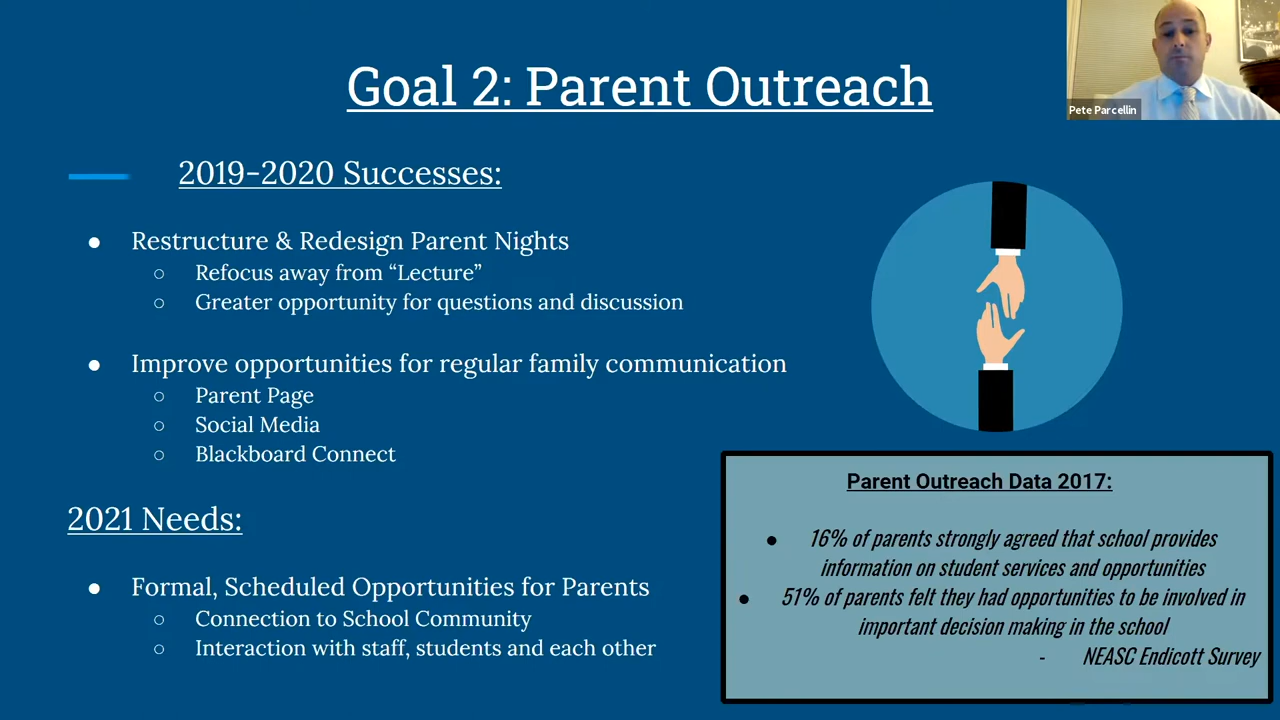 Goal 2: Parent Outreach
Pete Parcellin
2019-2020 Successes:
● Restructure & Redesign Parent Nights
○ Refocus away from “Lecture”
○ Greater opportunity for questions and discussion
● Improve opportunities for regular family communication
○ Parent Page
○ Social Media
○ Blackboard Connect
2021 Needs:
● Formal, Scheduled Opportunities for Parents
○ Connection to School Community
○ Interaction with staff, students and each other
Parent Outreach Data 2017:
● 16% of parents strongly agreed that school provides
information on student services and opportunities
● 51% of parents felt they had opportunities to be involved in
important decision making in the school
- NEASC Endicott Survey